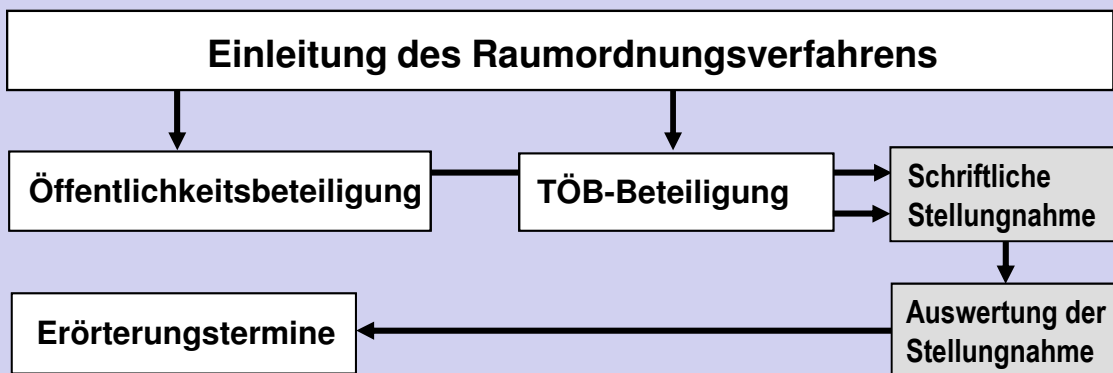 Einleitung des Raumordnungsverfahrens
Öffentlichkeitsbeteiligung
TÖB-Beteiligung
Schriftliche
Stellungnahme
Erörterungstermine
Auswertung der
Stellungnahme